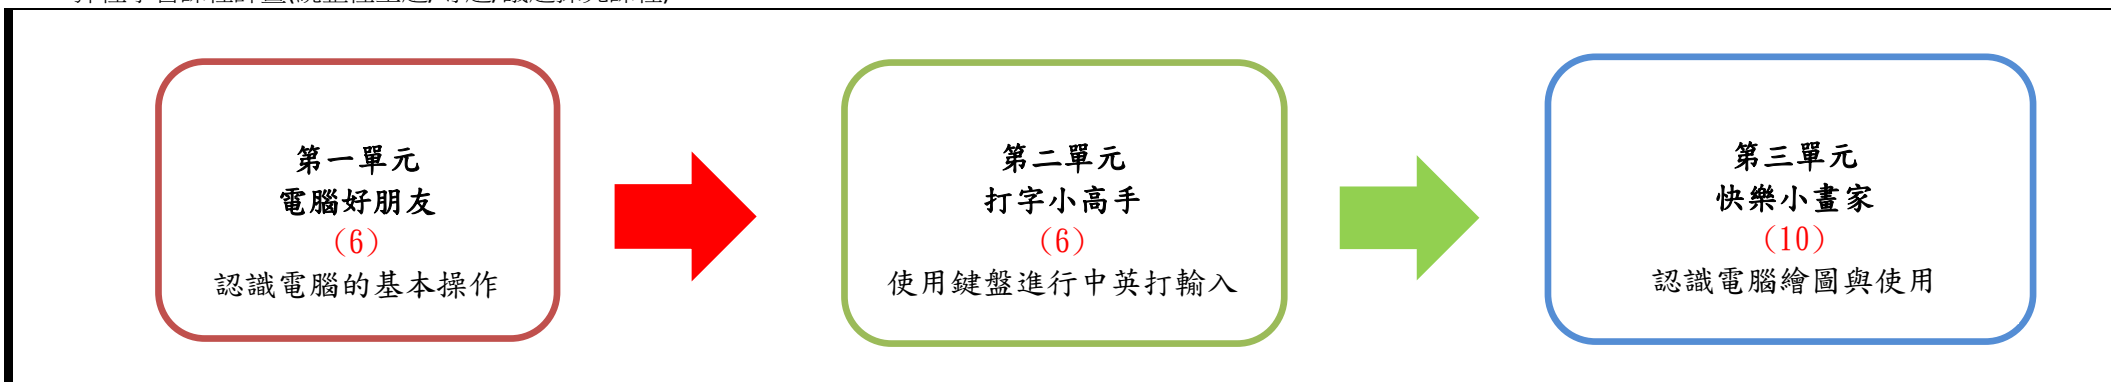 第一單元
電腦好朋友
(6)
認識電腦的基本操作
第二單元
打字小高手
(6)
使用鍵盤進行中英打輸入
第三單元
快樂小畫家
(10)
認識電腦繪圖與使用